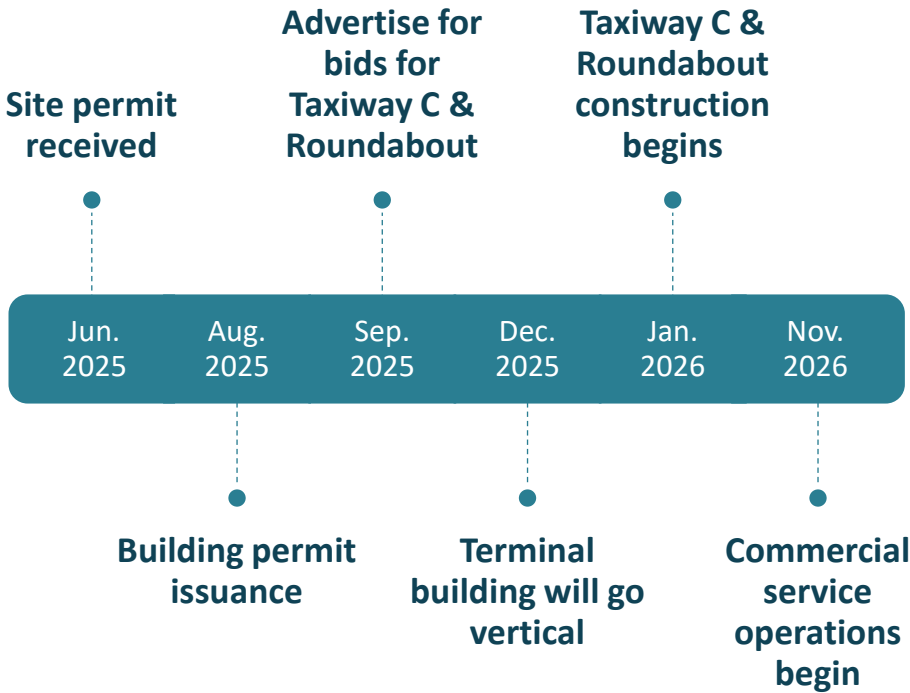 Site permit
received
Advertise for
bids for
Taxiway C &
Roundabout
Taxiway C &
Roundabout
construction
begins
Jun.
2025
Aug.
2025
Sep.
2025
Dec.
2025
Jan.
2026
Nov.
2026
Building permit
issuance
Terminal
building will go
vertical
Commercial
service
operations
begin